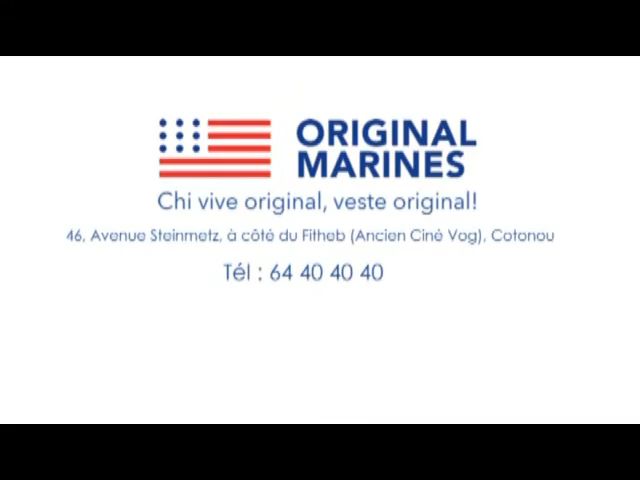 ORIGINAL
MARINES
Chi vive original, veste original!
46, Avenue Steinmetz, à côté du Fitheb (Ancien Ciné Vog), Cotonou
Tél : 64 40 40 40